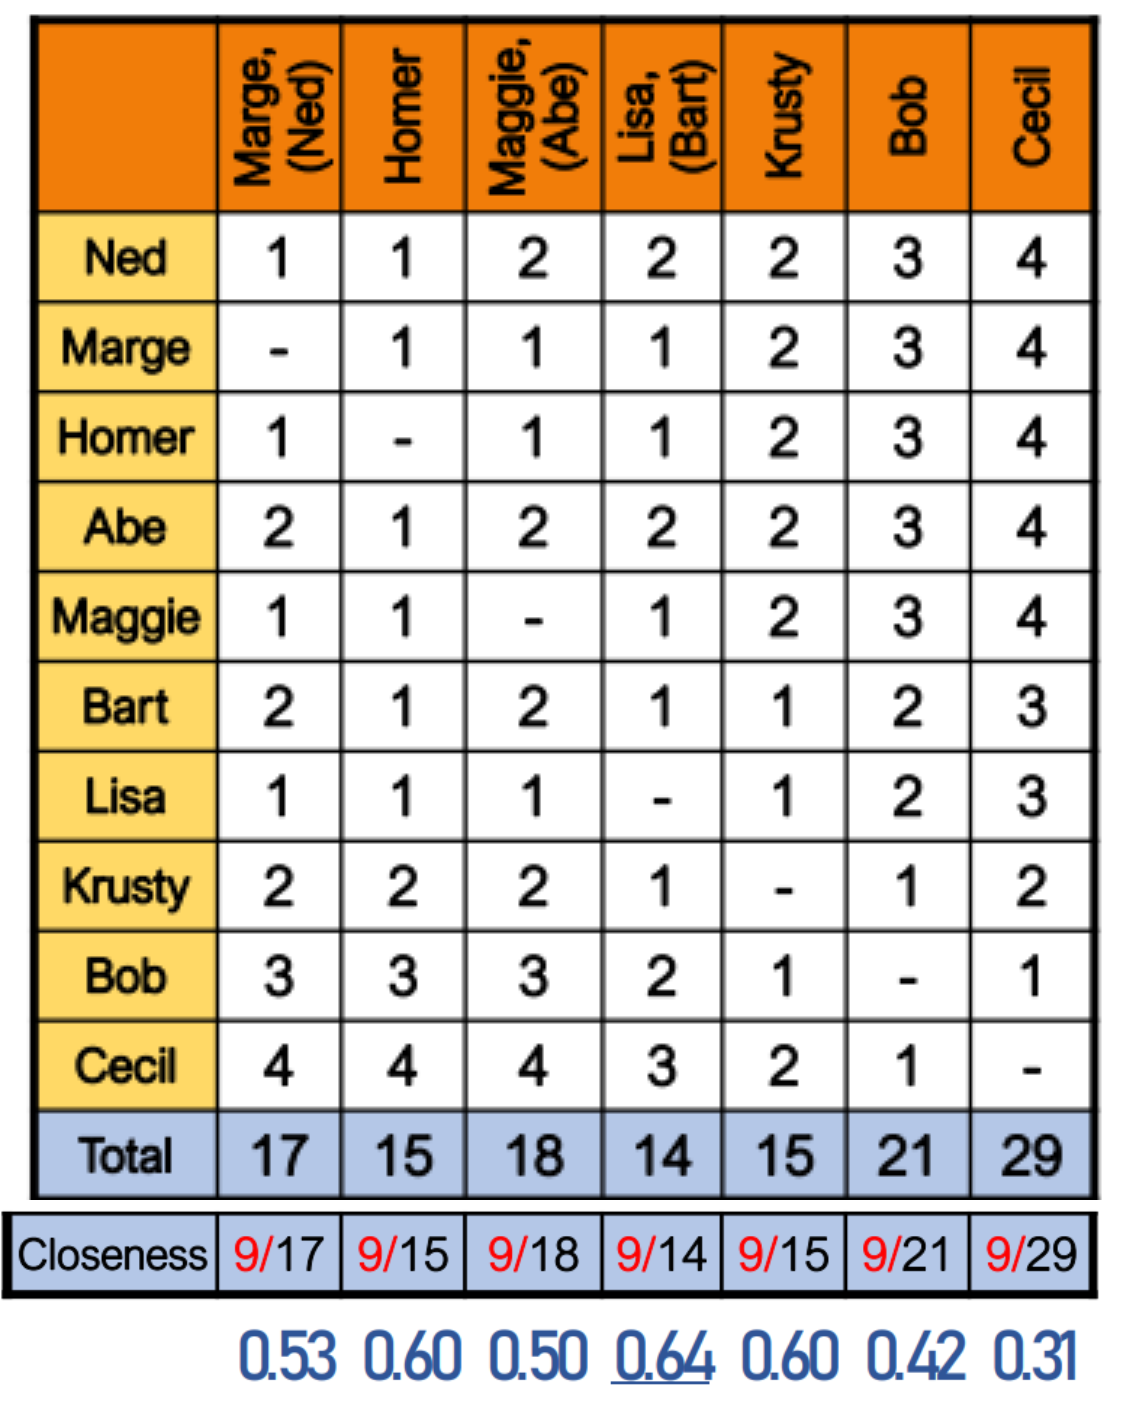 Marge, (Ned) Homer Maggie, (Abe) Lisa, (Bart) Krusty Bob Cecil
Ned 1 1 2 2 2 3 4
Marge - 1 1 1 2 3 4
Homer 1 - 1 1 2 3 4
Abe 2 1 2 2 2 3 4
Maggie 1 1 - 1 2 3 4
Bart 2 1 2 1 1 2 3
Lisa 1 1 1 - 1 2 3
Krusty 2 2 2 1 - 1 2
Bob 3 3 3 2 1 - 1
Cecil 4 4 4 3 2 1 -
Total 17 15 18 14 15 21 29
Closeness 9/17 9/15 9/18 9/14 9/15 9/21 9/29
0.53 0.60 0.50 0.64 0.60 0.42 0.31